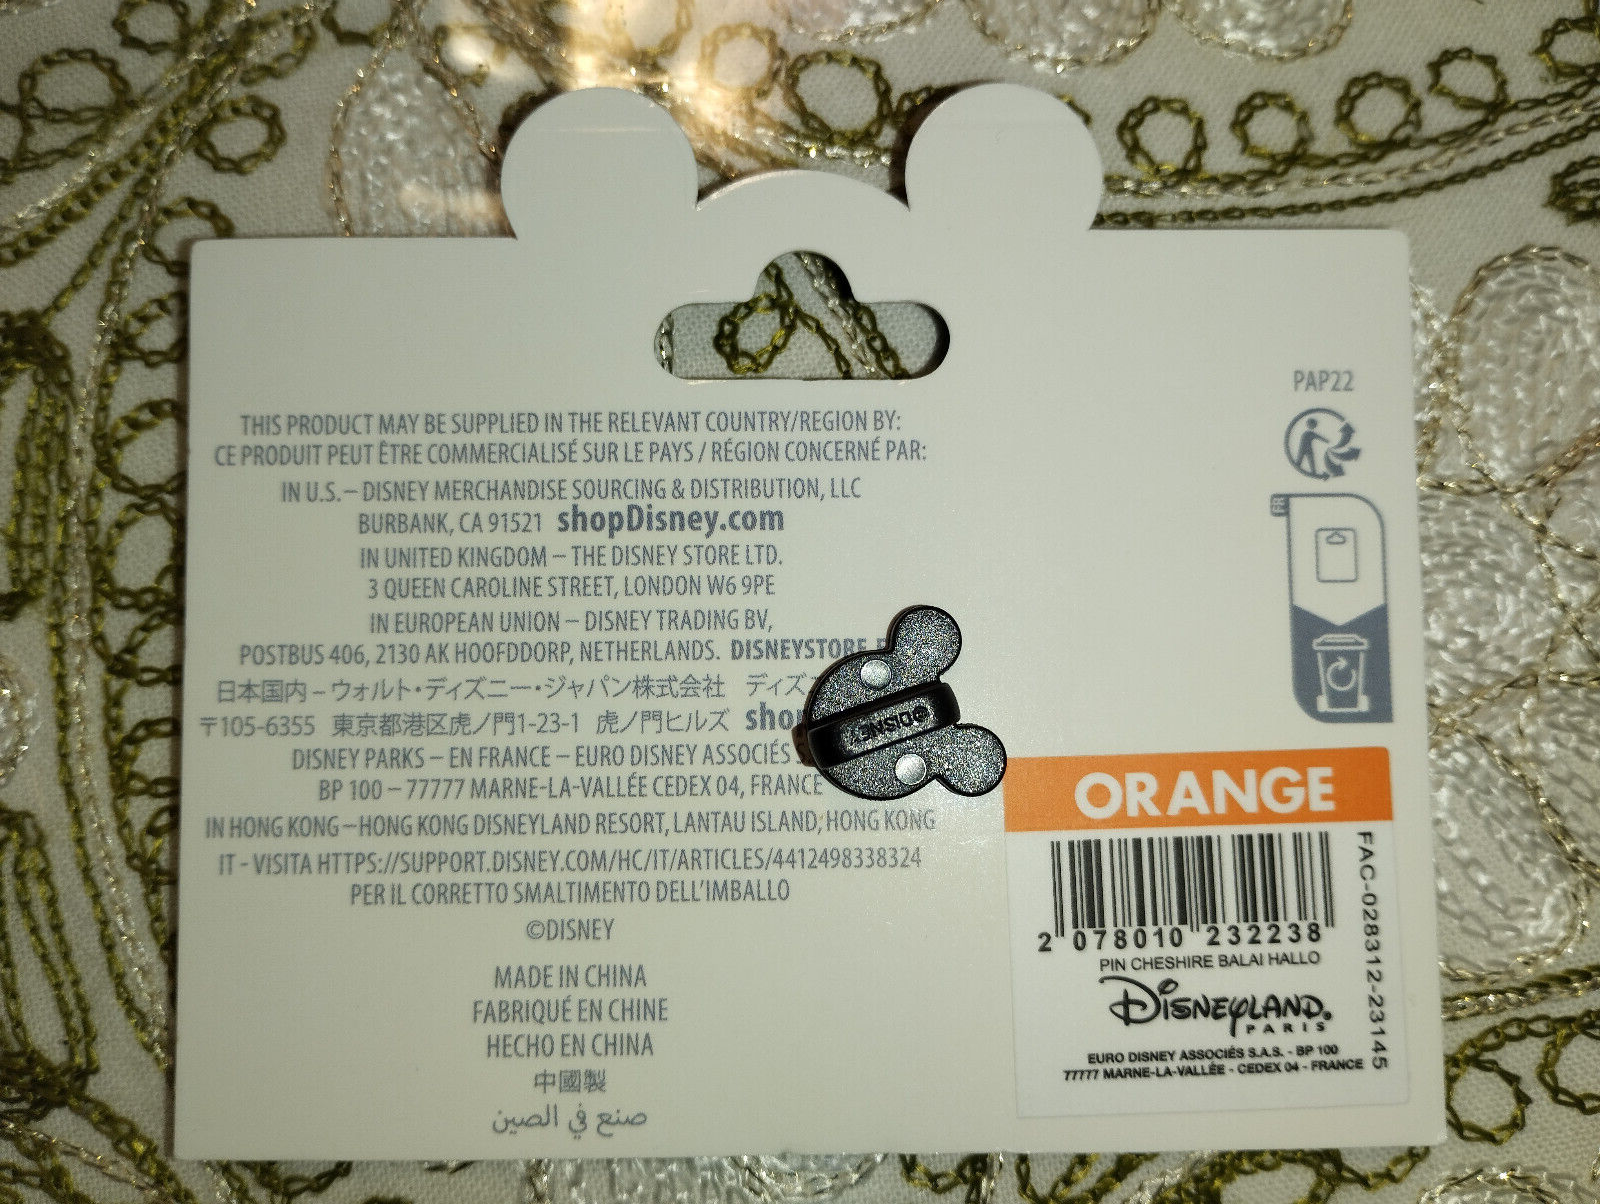 THIS PRODUCT MAY BE SUPPLIED IN THE RELEVANT COUNTRY/REGION BY:
CE PRODUIT PEUT ÊTRE COMMERCIALISÉ SUR LE PAYS / RÉGION CONCERNÉ PAR:
IN U.S. – DISNEY MERCHANDISE SOURCING & DISTRIBUTION, LLC
BURBANK, CA 91521 shopDisney.com
IN UNITED KINGDOM – THE DISNEY STORE LTD.
3 QUEEN CAROLINE STREET, LONDON W6 9PE
IN EUROPEAN UNION – DISNEY TRADING BV,
POSTBUS 406, 2130 AK HOOFDDORP, NETHERLANDS. DISNEYSTORE
日本国内 – ウォルト・ディズニー・ジャパン株式会社 ディズ
〒105-6355 東京都港区虎ノ門1-23-1 虎ノ門ヒルズ
DISNEY PARKS – EN FRANCE – EURO DISNEY ASSOCIÉS
BP 100 – 77777 MARNE-LA-VALLÉE CEDEX 04, FRANCE
IN HONG KONG – HONG KONG DISNEYLAND RESORT, LANTAU ISLAND, HONG KONG
IT - VISITA HTTPS://SUPPORT.DISNEY.COM/HC/IT/ARTICLES/4412498338324
PER IL CORRETTO SMALTIMENTO DELL'IMBALLO
©DISNEY
MADE IN CHINA
FABRIQUÉ EN CHINE
HECHO EN CHINA
中國製
صنع في الصين
©DISNEY
PAP22
FR
ORANGE
2 078010 232238
FAC-028312-23145
PIN CHESHIRE BALAI HALLO
DISNEYLAND®
PARIS
EURO DISNEY ASSOCIÉS S.A.S. - BP 100
77777 MARNE-LA-VALLÉE - CEDEX 04 - FRANCE